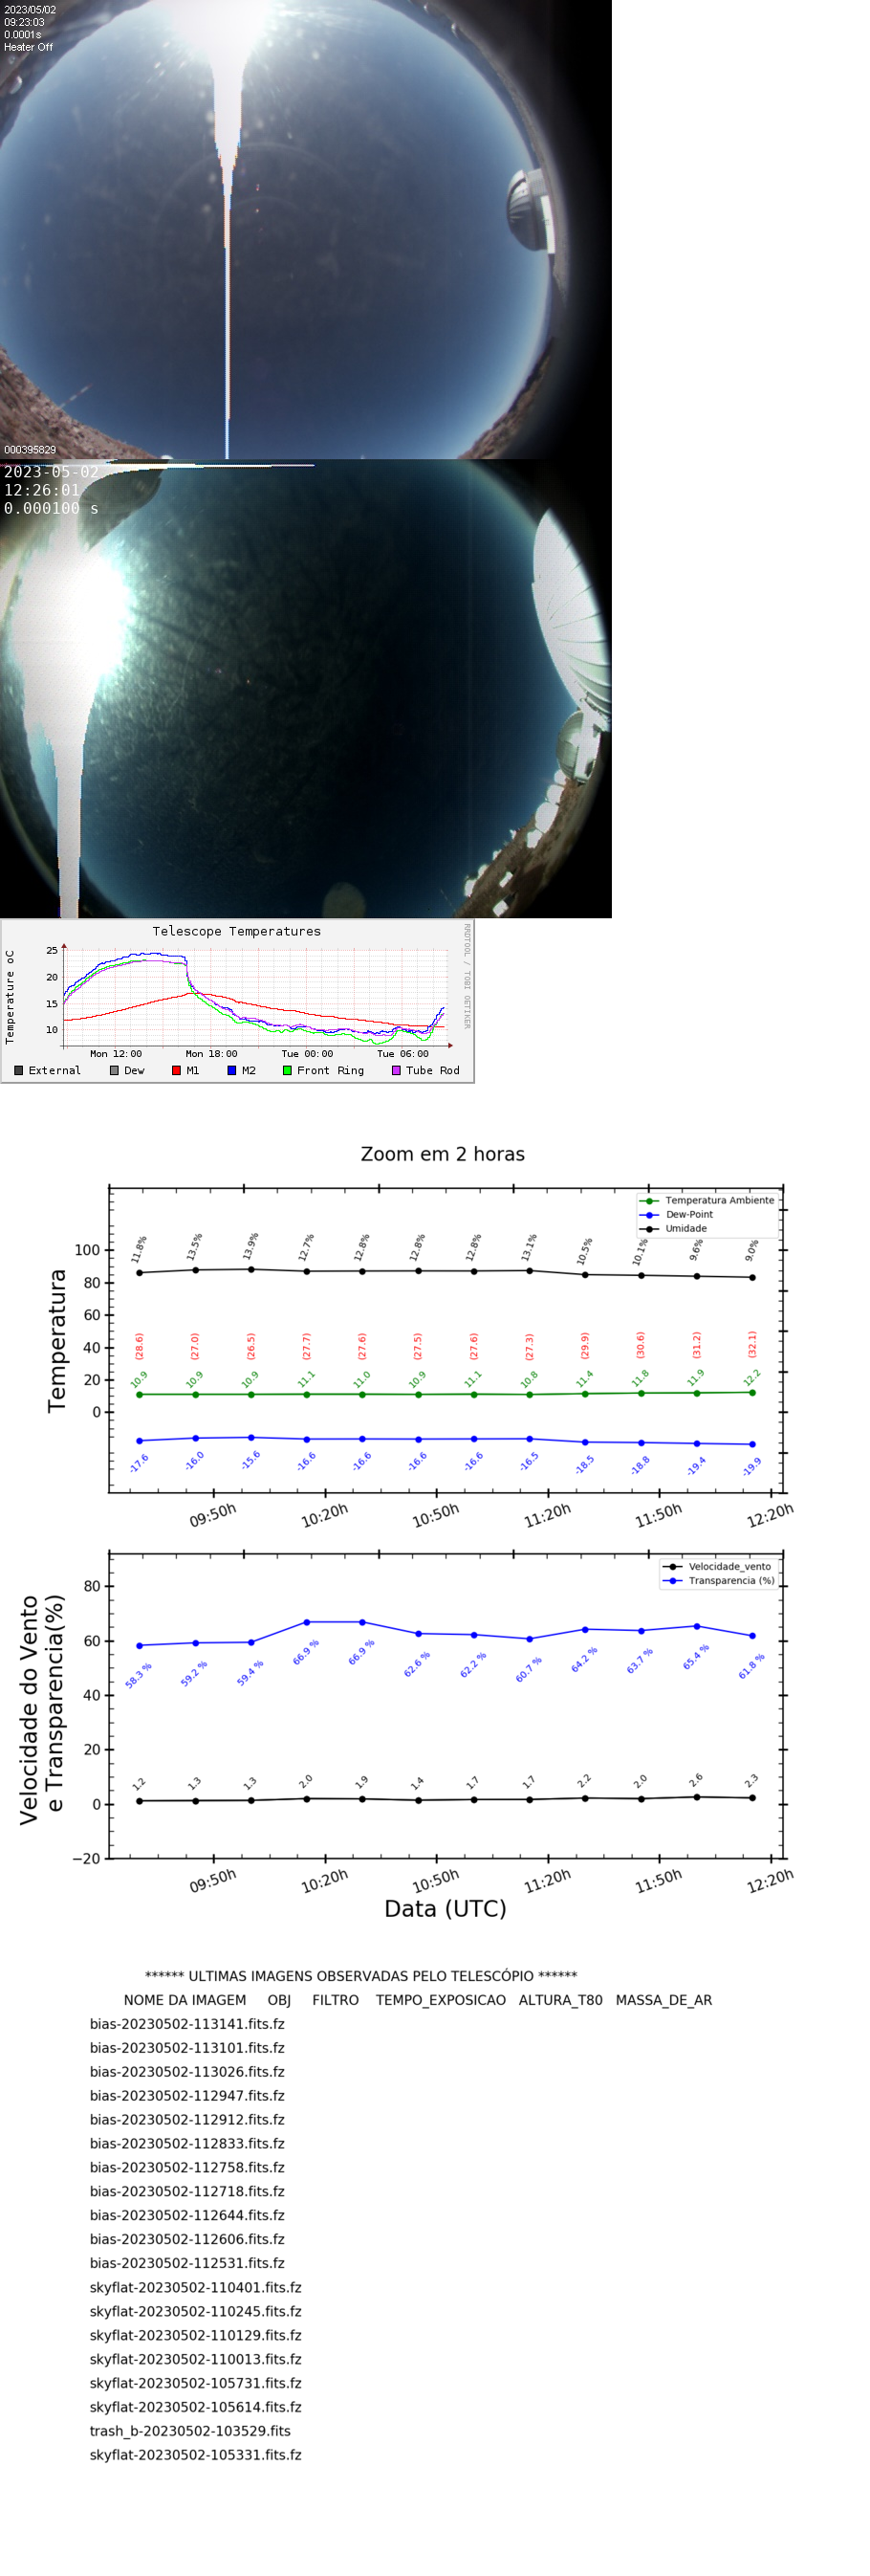 2023/05/02
09:23:03
0.0001s
Heater Off
000395829
2023-05-02
12:26:01
0.000100 s
Telescope Temperatures
RRDTOOL / TOBI OETIKER
Temperature oC
25
20
15
10
Mon 12:00 Mon 18:00 Tue 00:00 Tue 06:00
External Dew M1 M2 Front Ring Tube Rod
Zoom em 2 horas
Temperatura Ambiente
Dew-Point
Umidade
Temperatura
100
80
60
40
20
0
11.8% 13.5% 13.9% 12.7% 12.8% 12.8% 12.8% 13.1% 10.5% 10.1% 9.6% 9.0%
(28.6) (27.0) (26.5) (27.7) (27.6) (27.5) (27.6) (27.3) (29.9) (30.6) (31.2) (32.1)
10.9 10.9 10.9 11.1 11.0 10.9 11.1 10.8 11.4 11.8 11.9 12.2
-17.6 -16.0 -15.6 -16.6 -16.6 -16.6 -16.6 -16.5 -18.5 -18.8 -19.4 -19.9
09:50h 10:20h 10:50h 11:20h 11:50h 12:20h
Velocidade_vento
Transparencia (%)
Velocidade do Vento
e Transparencia(%)
80
60
40
20
0
−20
58.3 % 59.2 % 59.4 % 66.9 % 66.9 % 62.6 % 62.2 % 60.7 % 64.2 % 63.7 % 65.4 % 61.8 %
1.2 1.3 1.3 2.0 1.9 1.4 1.7 1.7 2.2 2.0 2.6 2.3
09:50h 10:20h 10:50h 11:20h 11:50h 12:20h
Data (UTC)
****** ULTIMAS IMAGENS OBSERVADAS PELO TELESCÓPIO ******
NOME DA IMAGEM OBJ FILTRO TEMPO_EXPOSICAO ALTURA_T80 MASSA_DE_AR
bias-20230502-113141.fits.fz
bias-20230502-113101.fits.fz
bias-20230502-113026.fits.fz
bias-20230502-112947.fits.fz
bias-20230502-112912.fits.fz
bias-20230502-112833.fits.fz
bias-20230502-112758.fits.fz
bias-20230502-112718.fits.fz
bias-20230502-112644.fits.fz
bias-20230502-112606.fits.fz
bias-20230502-112531.fits.fz
skyflat-20230502-110401.fits.fz
skyflat-20230502-110245.fits.fz
skyflat-20230502-110129.fits.fz
skyflat-20230502-110013.fits.fz
skyflat-20230502-105731.fits.fz
skyflat-20230502-105614.fits.fz
trash_b-20230502-103529.fits
skyflat-20230502-105331.fits.fz